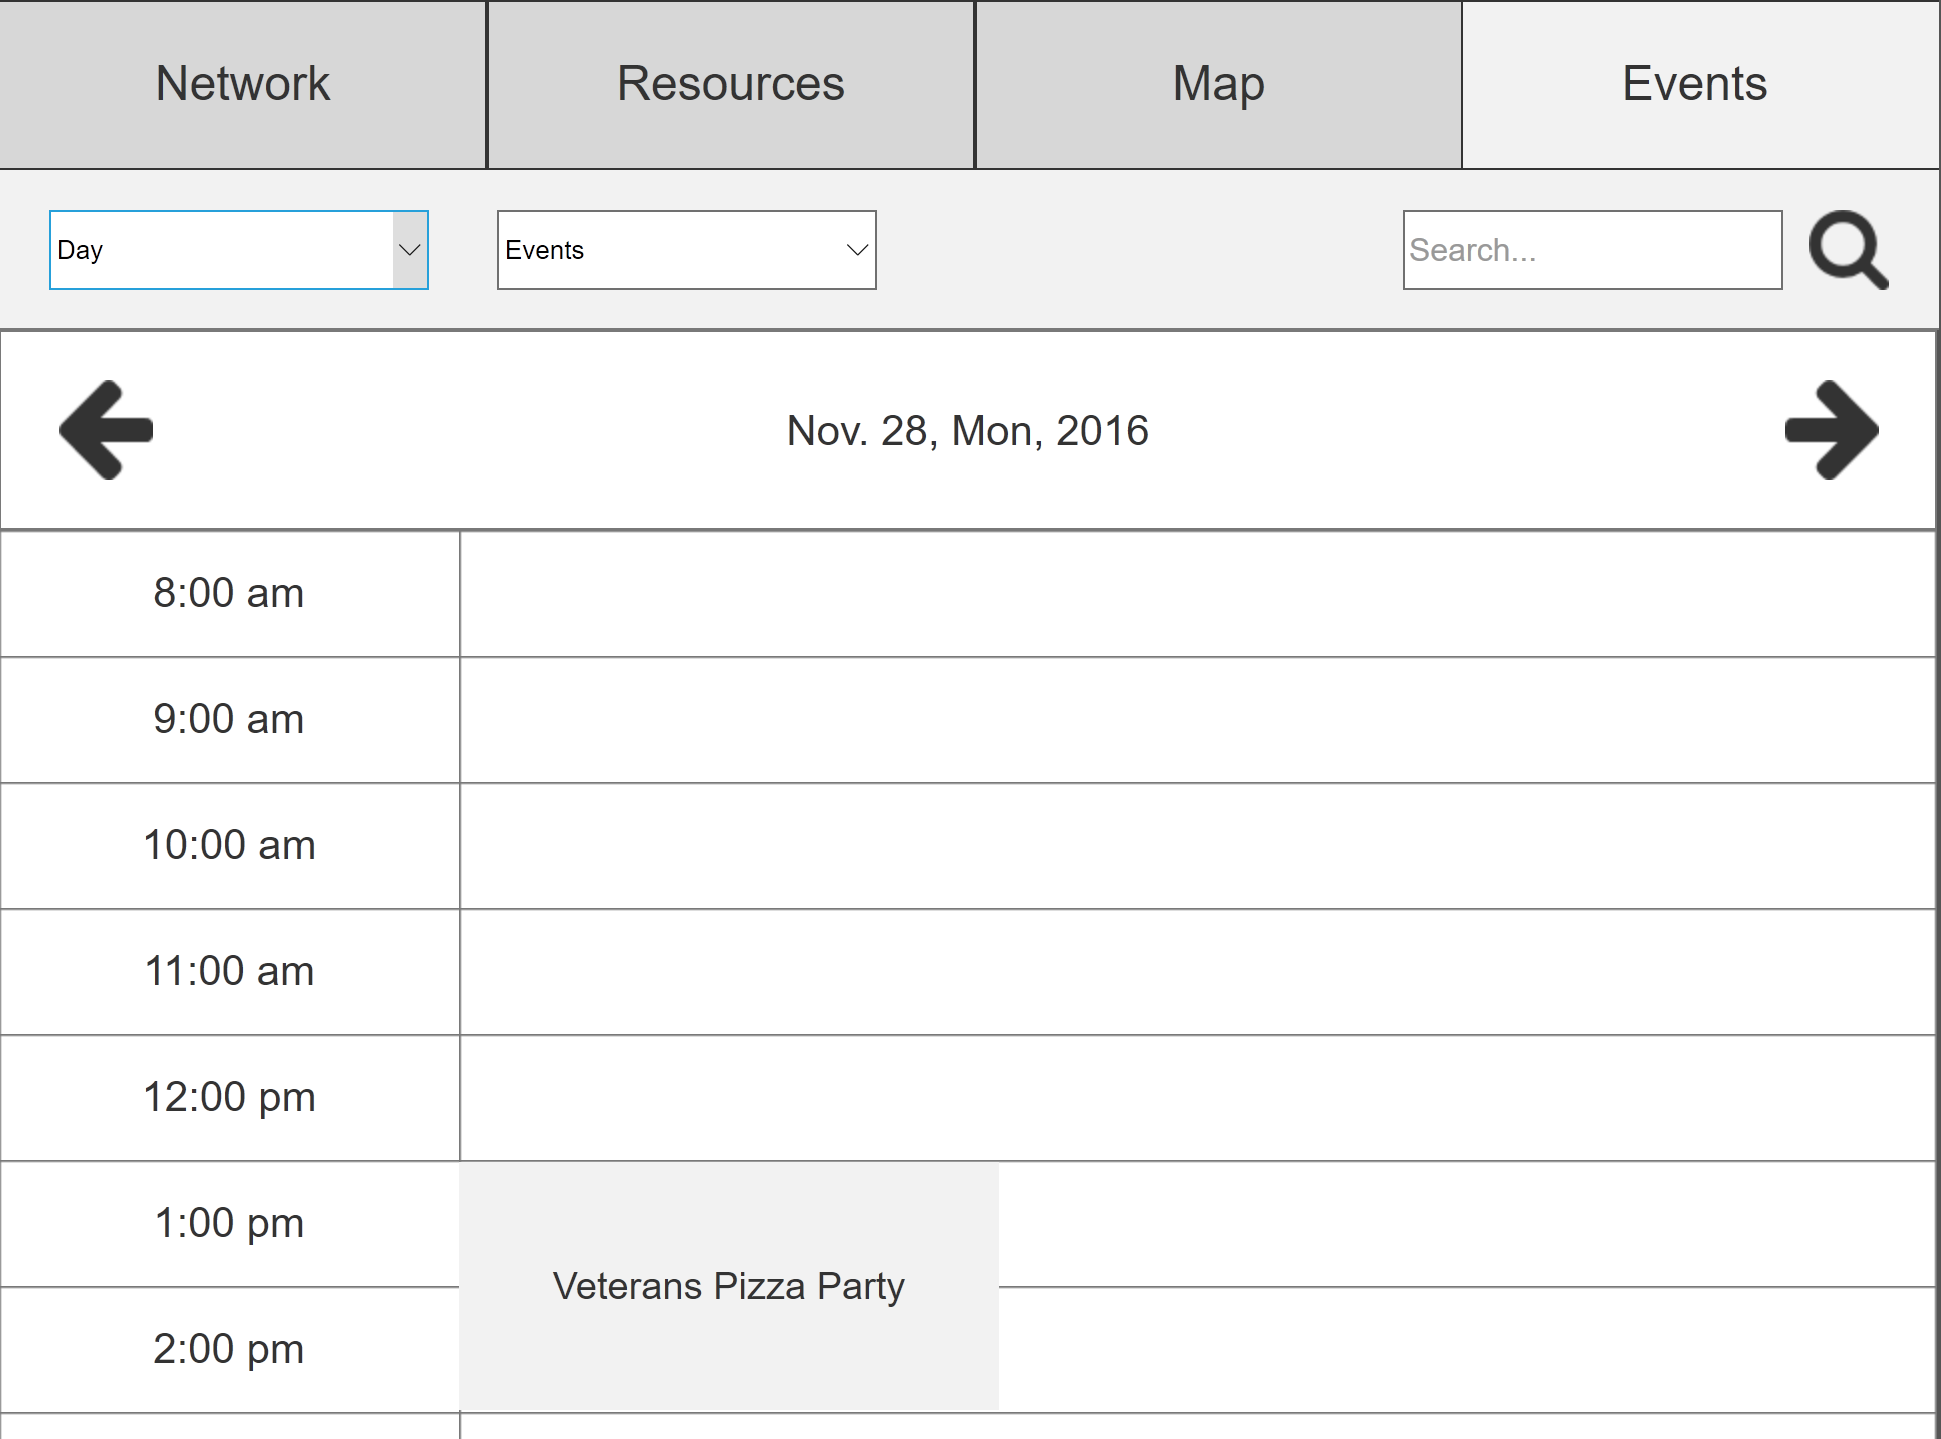 Network
Resources
Map
Events
Day
Events
Search...
Nov. 28, Mon, 2016
8:00 am
9:00 am
10:00 am
11:00 am
12:00 pm
1:00 pm
Veterans Pizza Party
2:00 pm